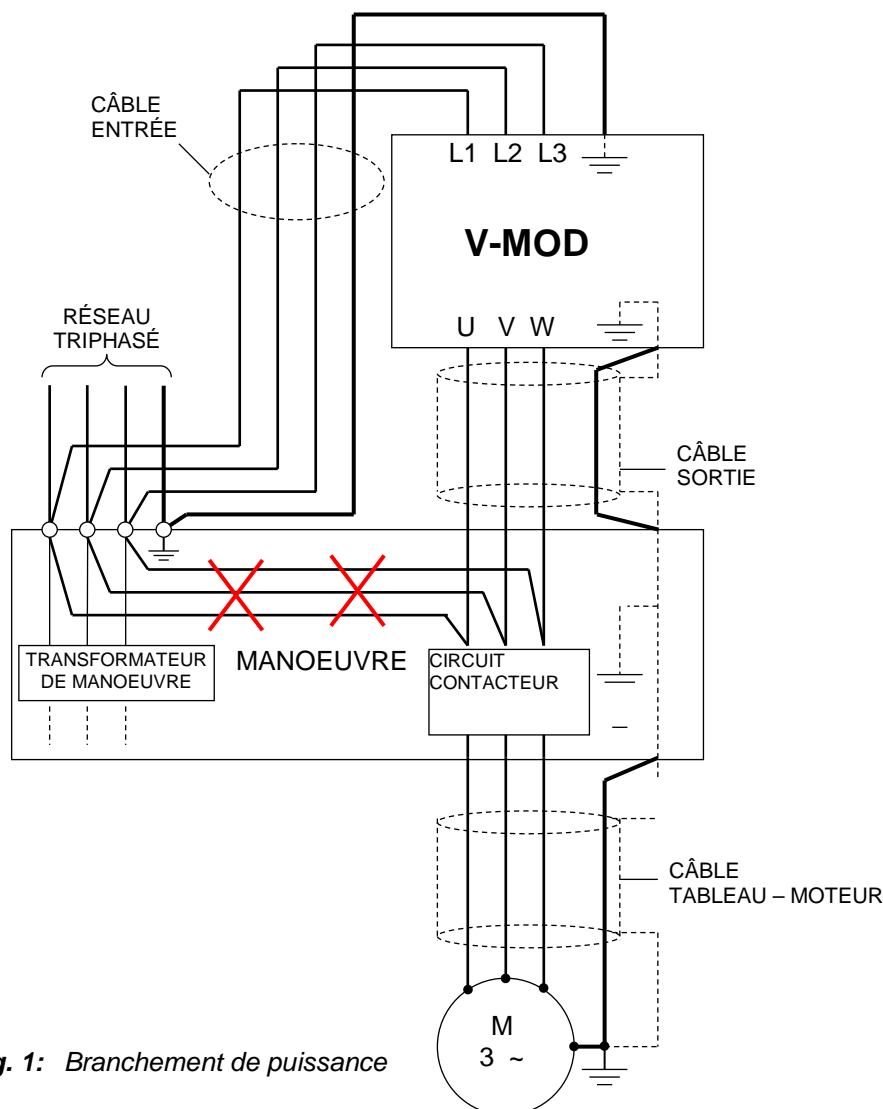 CÂBLE
ENTRÉE
L1 L2 L3
V-MOD
RÉSEAU
TRIPHASÉ
U V W
CÂBLE
SORTIE
TRANSFORMATEUR
DE MANOEUVRE
MANOEUVRE
CIRCUIT
CONTACTEUR
CÂBLE
TABLEAU – MOTEUR
M
3 ~
g. 1: Branchement de puissance